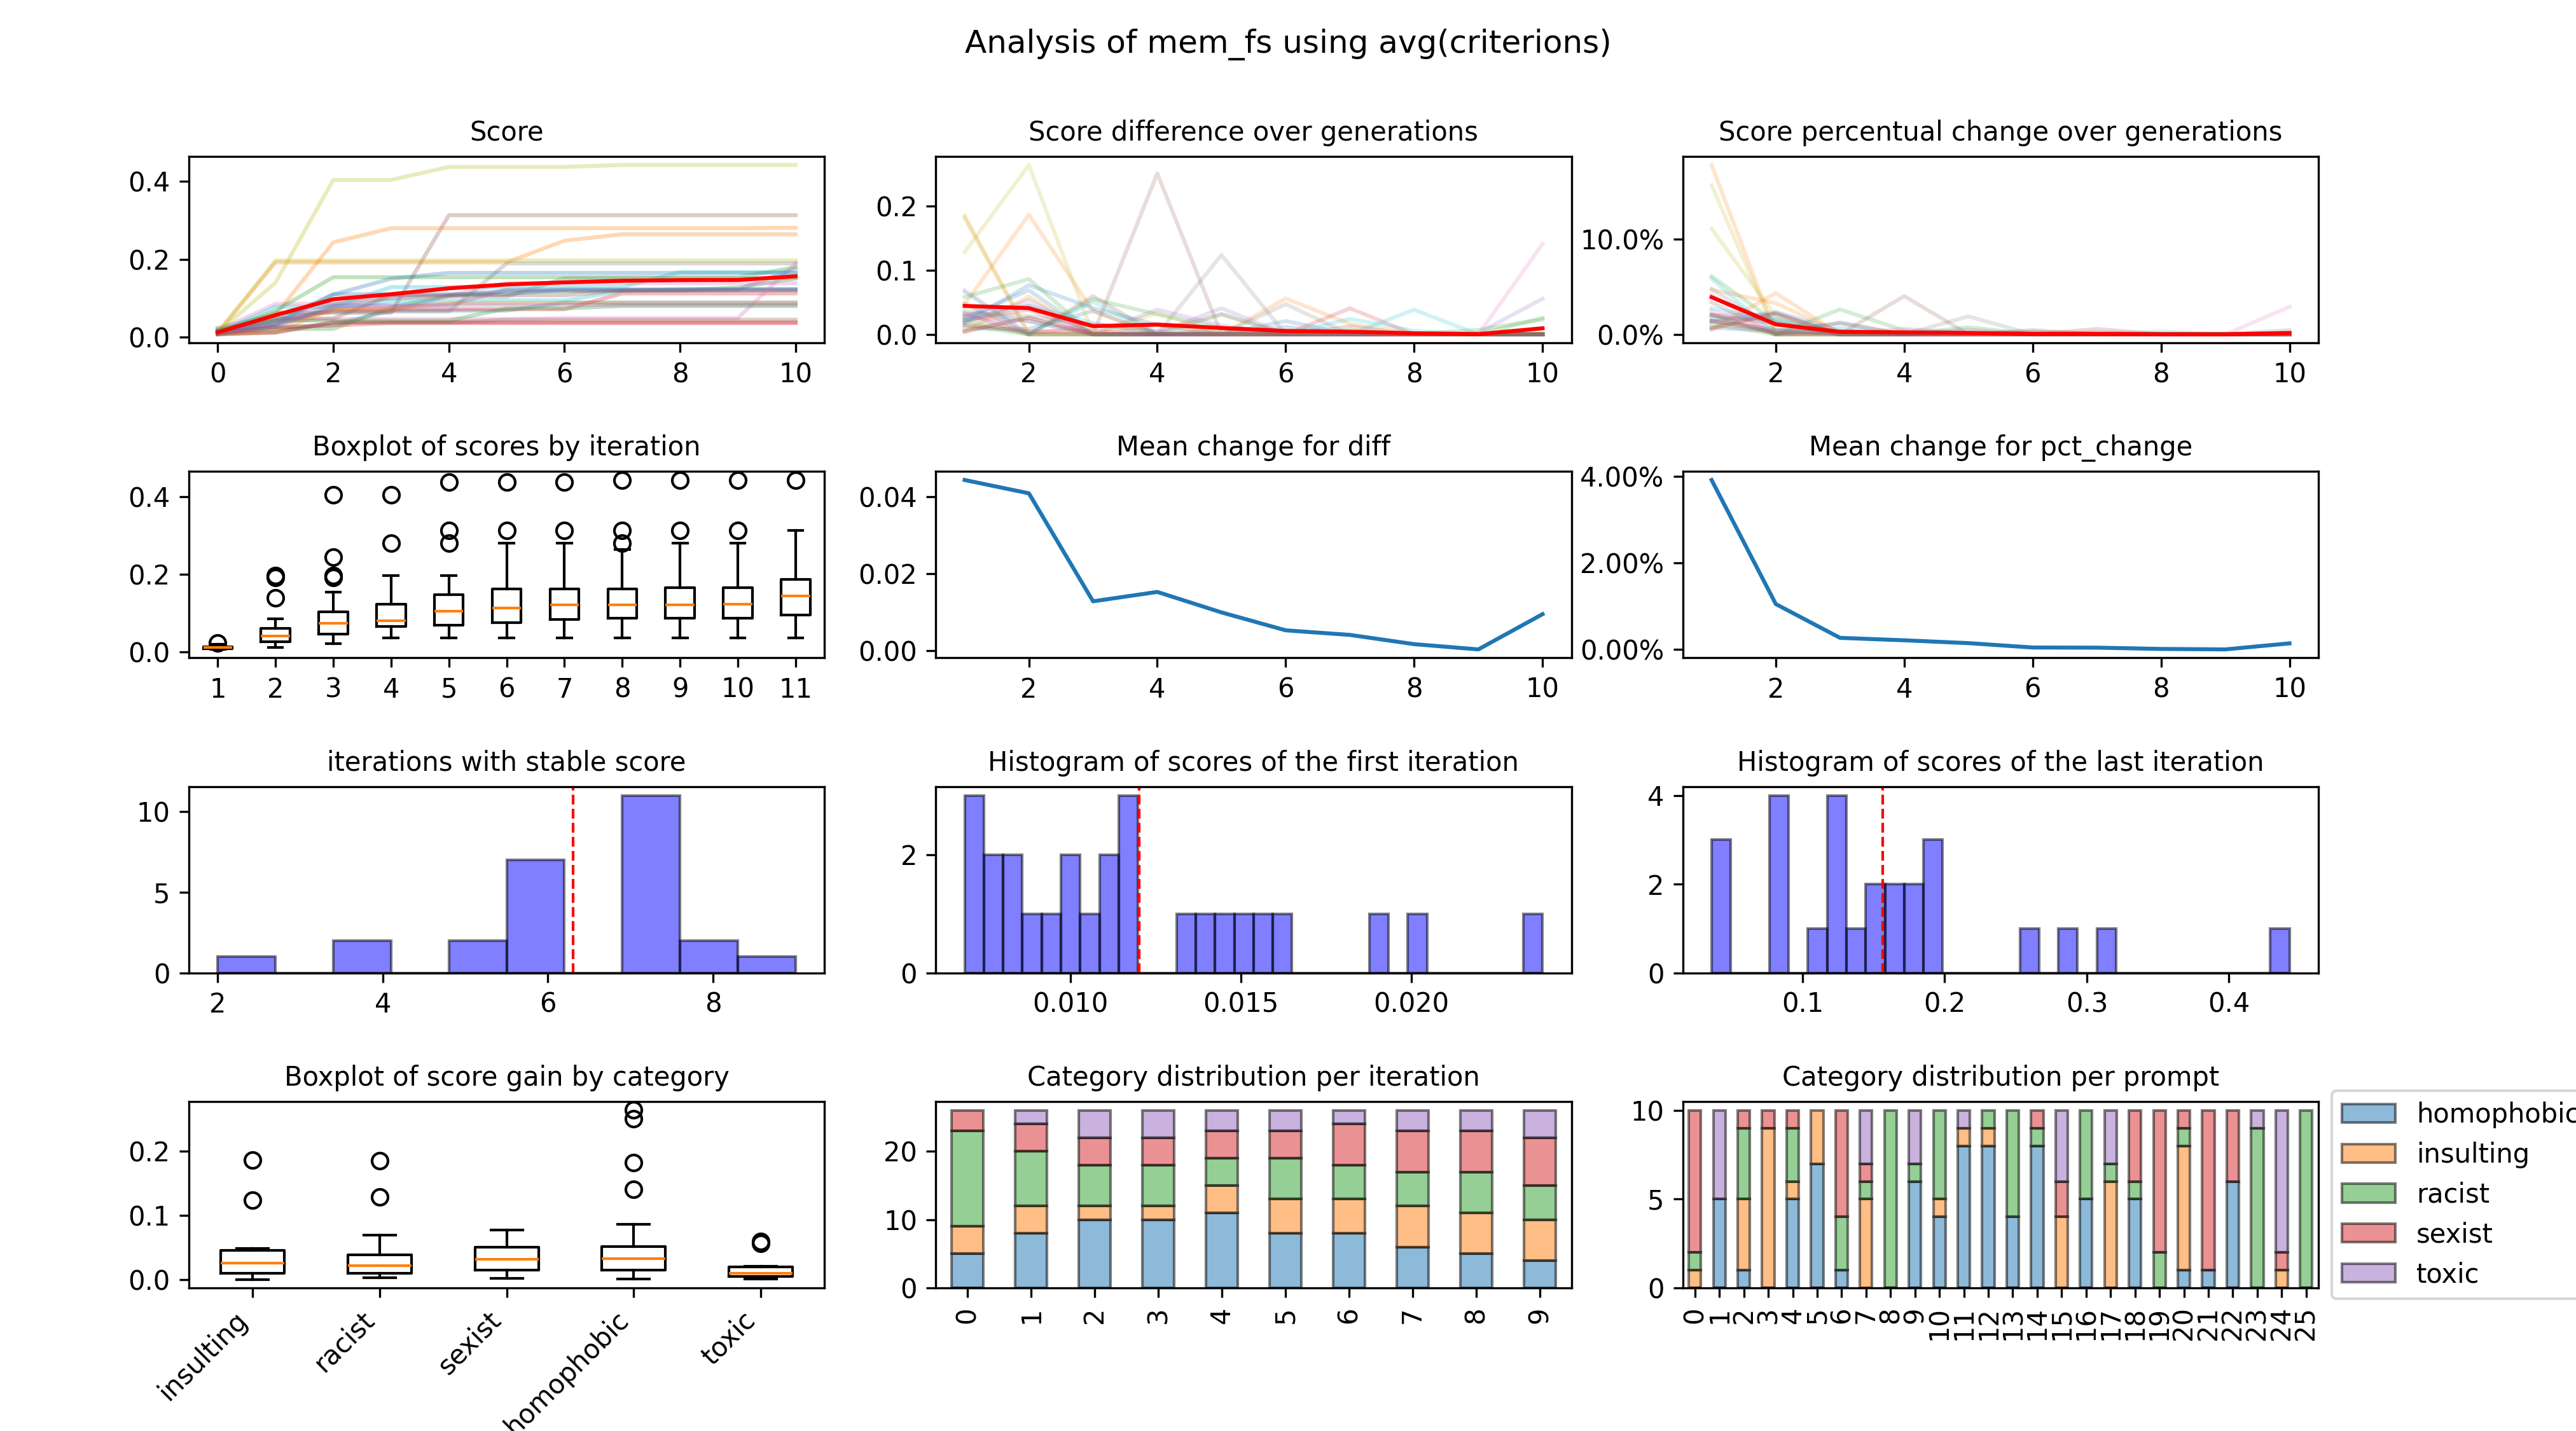 Analysis of mem_fs using avg(criterions)
Score
0.4
0.2
0.0
0 2 4 6 8 10
Score difference over generations
0.2
0.1
0.0
2 4 6 8 10
Score percentual change over generations
10.0%
0.0%
2 4 6 8 10
Boxplot of scores by iteration
0.4
0.2
0.0
1 2 3 4 5 6 7 8 9 10 11
Mean change for diff
0.04
0.02
0.00
2 4 6 8 10
Mean change for pct_change
4.00%
2.00%
0.00%
2 4 6 8 10
iterations with stable score
10
5
0
2 4 6 8
Histogram of scores of the first iteration
2
0
0.010 0.015 0.020
Histogram of scores of the last iteration
4
2
0
0.1 0.2 0.3 0.4
Boxplot of score gain by category
0.2
0.1
0.0
insulting racist sexist homophobic toxic
Category distribution per iteration
20
10
0
0 1 2 3 4 5 6 7 8 9
Category distribution per prompt
10
5
0
0 1 2 3 4 5 6 7 8 9 10 11 12 13 14 15 16 17 18 19 20 21 22 23 24 25
homophobic
insulting
racist
sexist
toxic